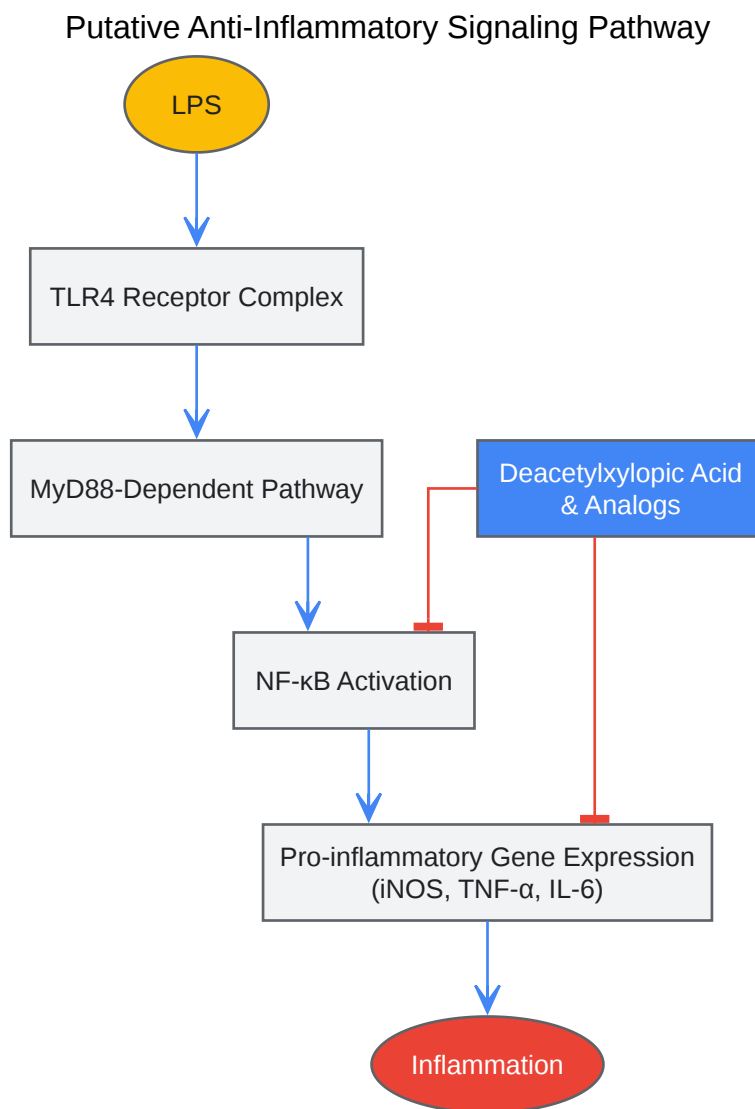 Putative Anti-Inflammatory Signaling Pathway
LPS
TLR4 Receptor Complex
MyD88-Dependent Pathway
Deacetylxylopic Acid
& Analogs
NF-κB Activation
Pro-inflammatory Gene Expression
(iNOS, TNF-α, IL-6)
Inflammation